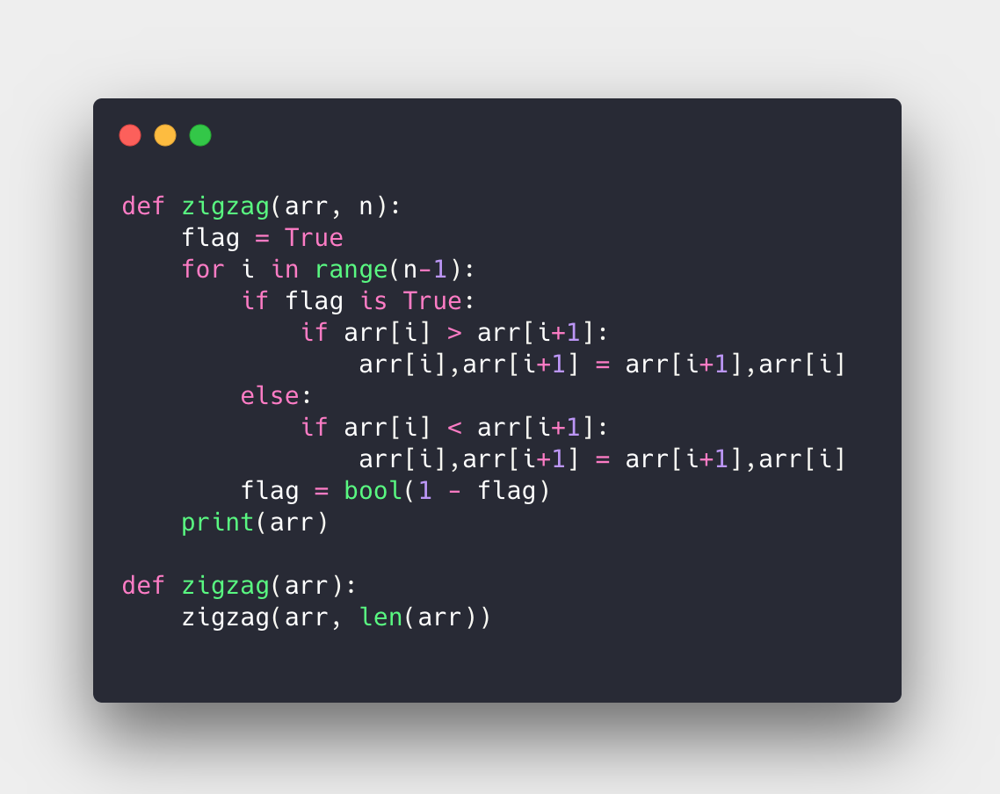 def zigzag(arr, n):
    flag = True
    for i in range(n-1):
        if flag is True:
            if arr[i] > arr[i+1]:
                arr[i],arr[i+1] = arr[i+1],arr[i]
        else:
            if arr[i] < arr[i+1]:
                arr[i],arr[i+1] = arr[i+1],arr[i]
        flag = bool(1 - flag)
    print(arr)

def zigzag(arr):
    zigzag(arr, len(arr))